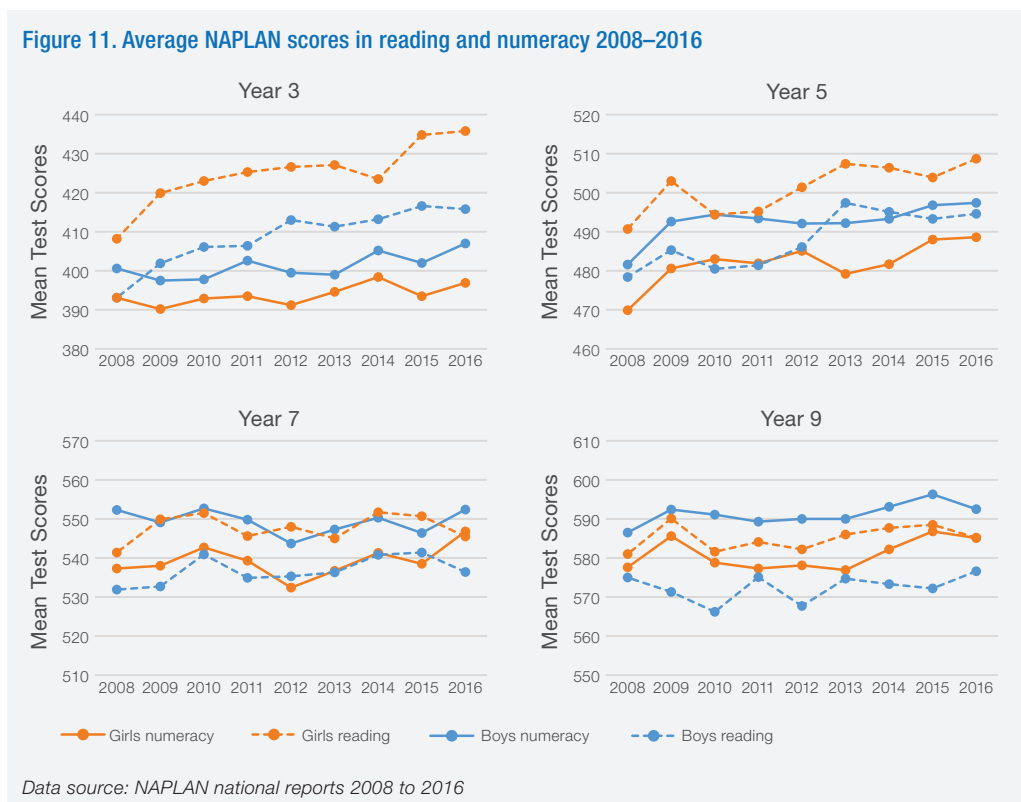 Figure 11. Average NAPLAN scores in reading and numeracy 2008–2016
Year 3
Mean Test Scores
440
430
420
410
400
390
380
2008 2009 2010 2011 2012 2013 2014 2015 2016
Year 5
Mean Test Scores
520
510
500
490
480
470
460
2008 2009 2010 2011 2012 2013 2014 2015 2016
Year 7
Mean Test Scores
570
560
550
540
530
520
510
2008 2009 2010 2011 2012 2013 2014 2015 2016
Year 9
Mean Test Scores
610
600
590
580
570
560
550
2008 2009 2010 2011 2012 2013 2014 2015 2016
Girls numeracy Girls reading Boys numeracy Boys reading
Data source: NAPLAN national reports 2008 to 2016